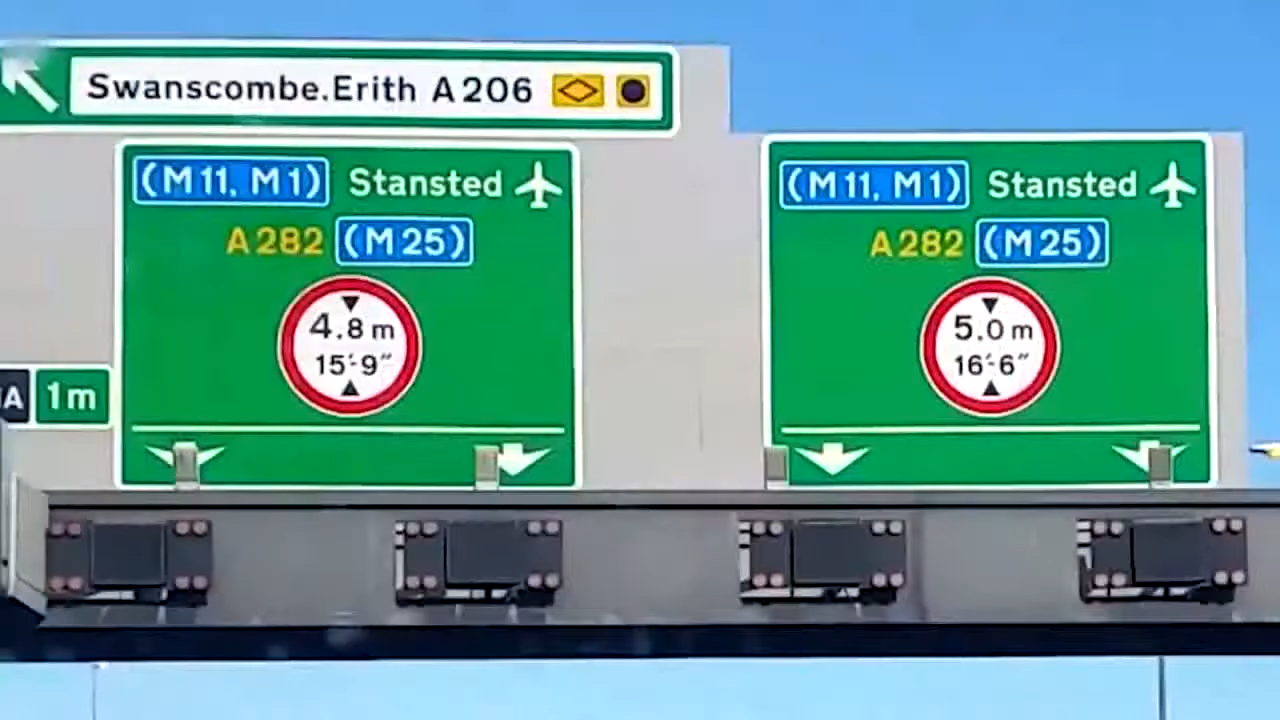 Swanscombe.Erith A206
(M11, M1) Stansted
A282 (M25)
4.8 m
15'-9"
(M11, M1) Stansted
A282 (M25)
5.0 m
16'-6"
A 1m